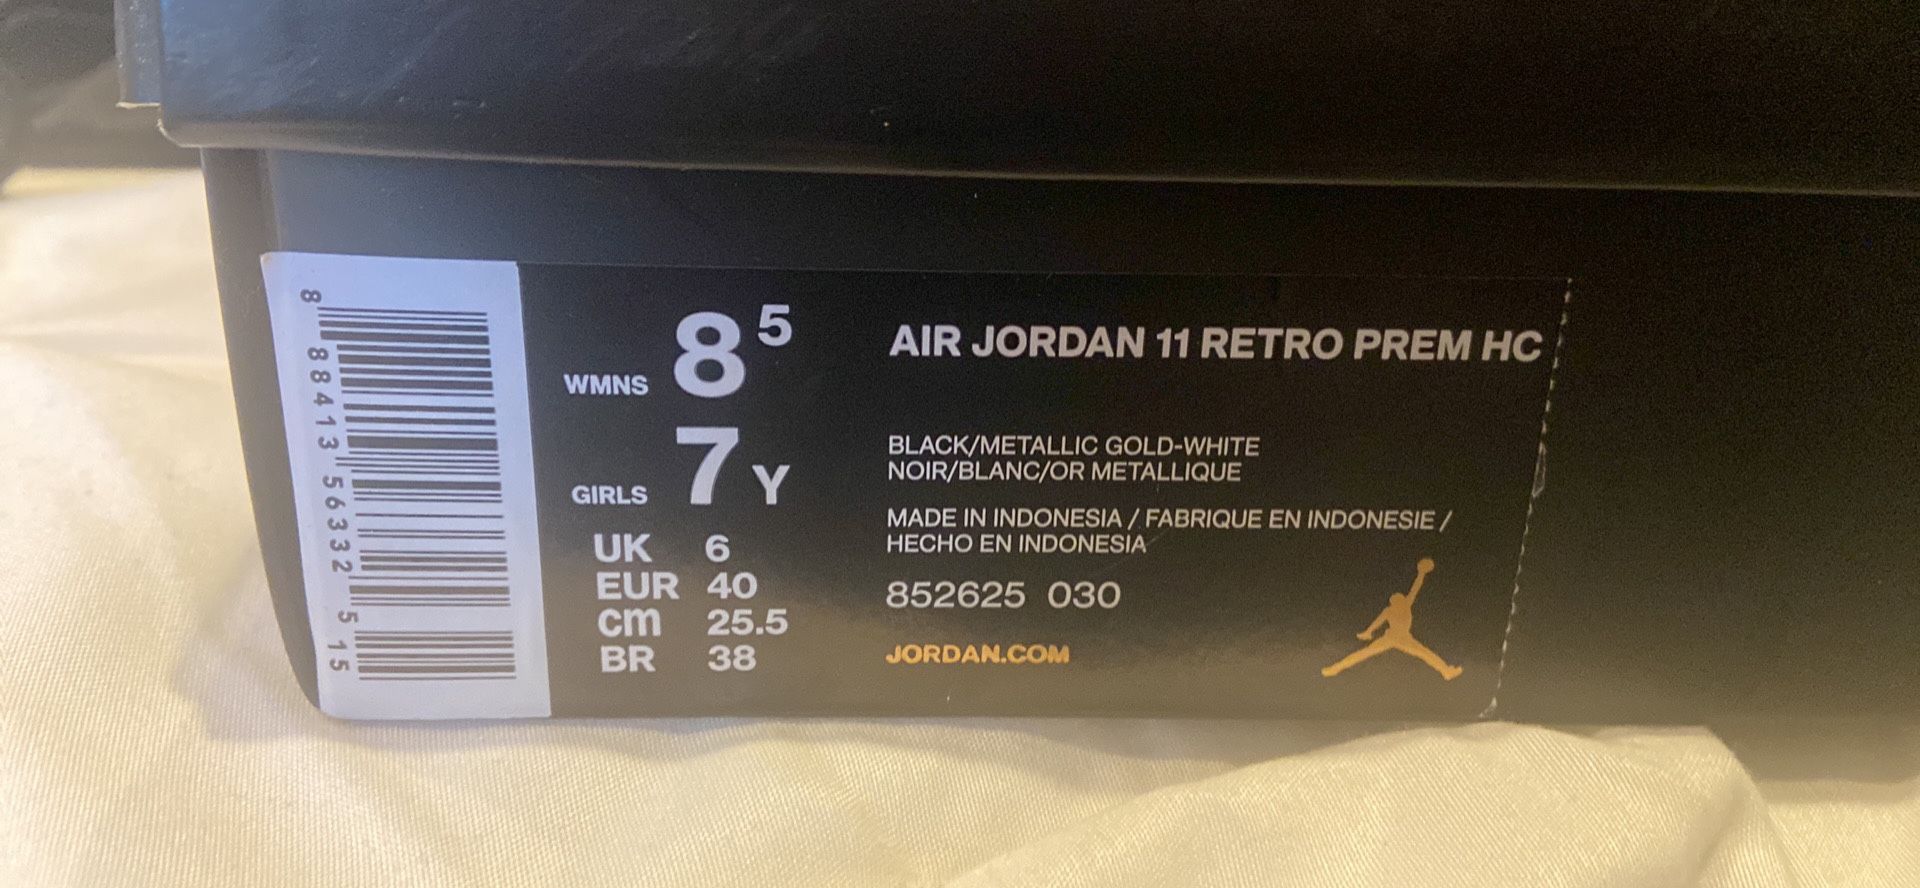 8 88413 56332 5 15
WMNS 8 5
GIRLS 7 Y
UK 6
EUR 40
cm 25.5
BR 38
AIR JORDAN 11 RETRO PREM HC
BLACK/METALLIC GOLD-WHITE
NOIR/BLANC/OR METALLIQUE
MADE IN INDONESIA / FABRIQUE EN INDONESIE /
HECHO EN INDONESIA
852625 030
JORDAN.COM